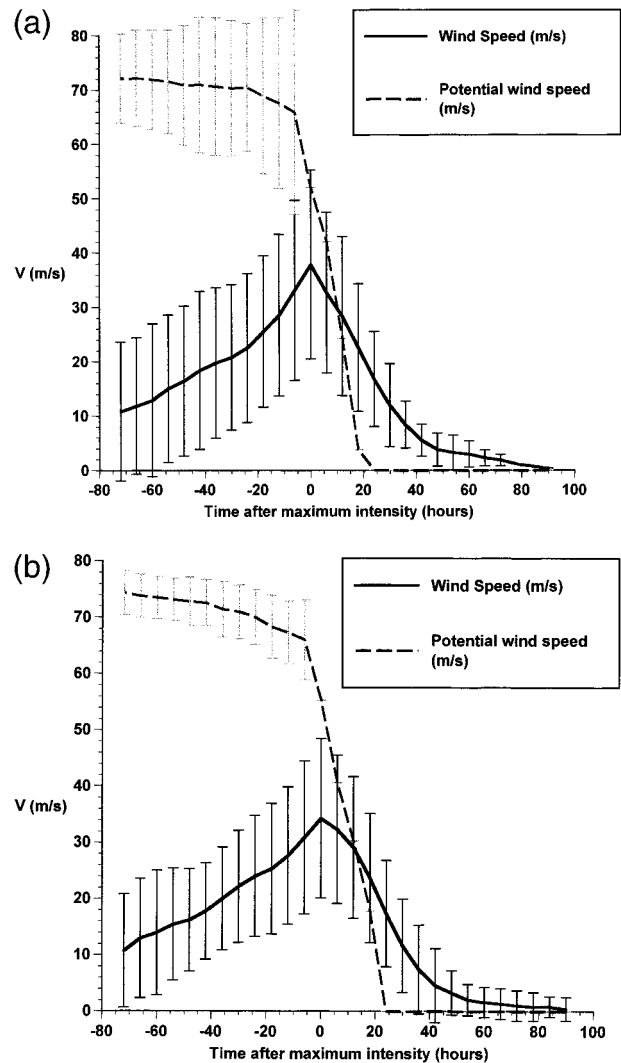 (a)
Wind Speed (m/s)
Potential wind speed
(m/s)
80
70
60
50
40
30
20
10
0
V (m/s)
-80 -60 -40 -20 0 20 40 60 80 100
Time after maximum intensity (hours)
(b)
Wind Speed (m/s)
Potential wind speed
(m/s)
80
70
60
50
40
30
20
10
0
V (m/s)
-80 -60 -40 -20 0 20 40 60 80 100
Time after maximum intensity (hours)